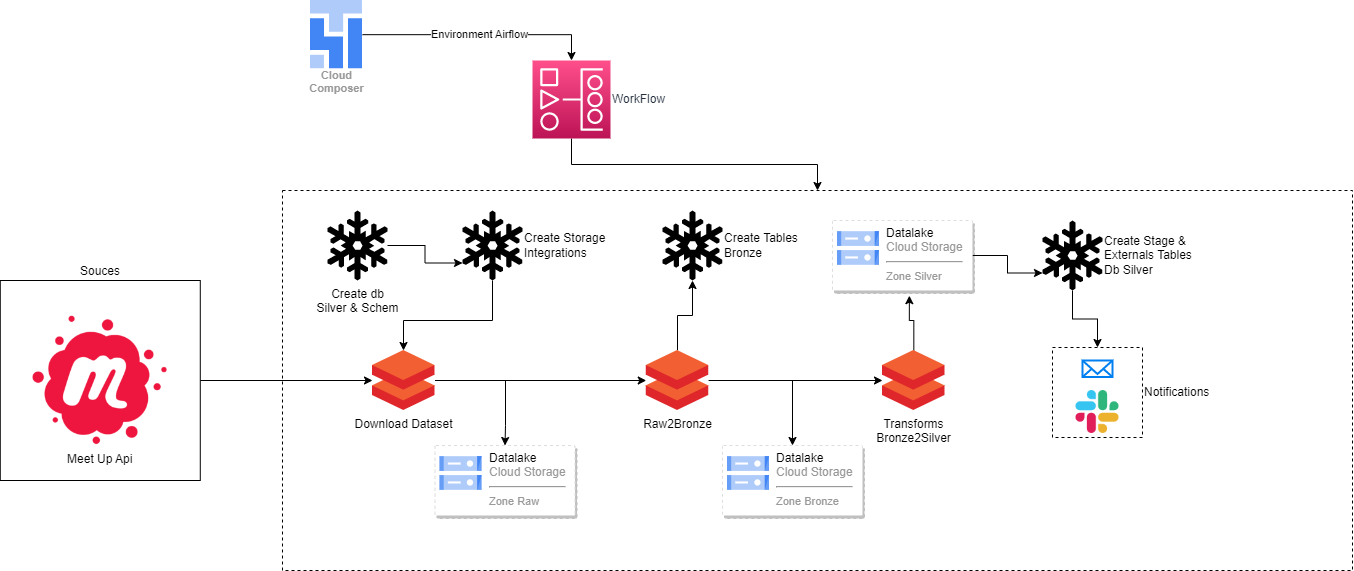 Cloud
Composer
Environment Airflow
WorkFlow
Create db
Silver & Schem
Create Storage
Integrations
Create Tables
Bronze
Datalake
Cloud Storage
Zone Silver
Create Stage &
Externals Tables
Db Silver
Souces
m
Meet Up Api
Download Dataset
Raw2Bronze
Transforms
Bronze2Silver
Notifications
Datalake
Cloud Storage
Zone Raw
Datalake
Cloud Storage
Zone Bronze